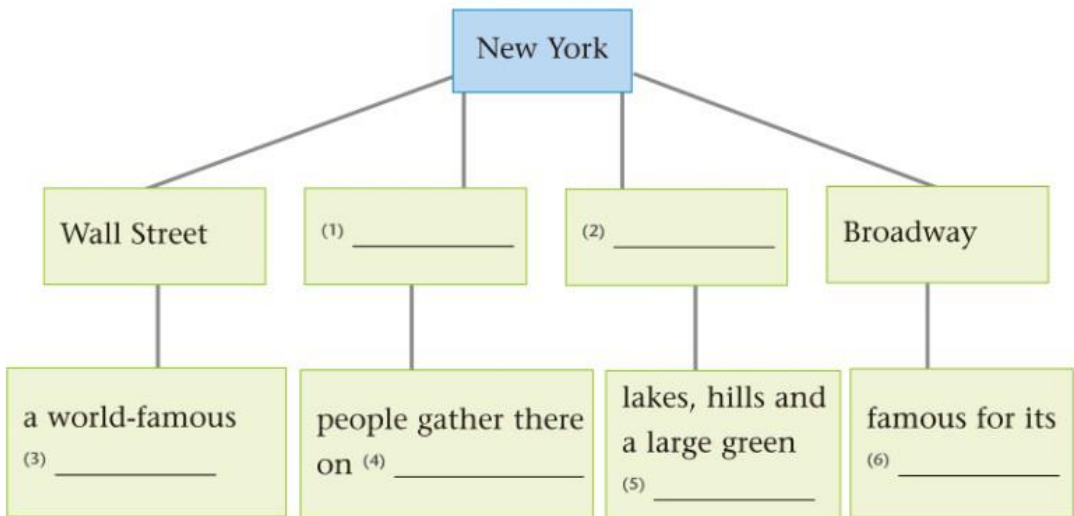 New York
Wall Street
(1) ____________
(2) ____________
Broadway
a world-famous
(3) ____________
people gather there
on (4) ____________
lakes, hills and
a large green
(5) ____________
famous for its
(6) ____________